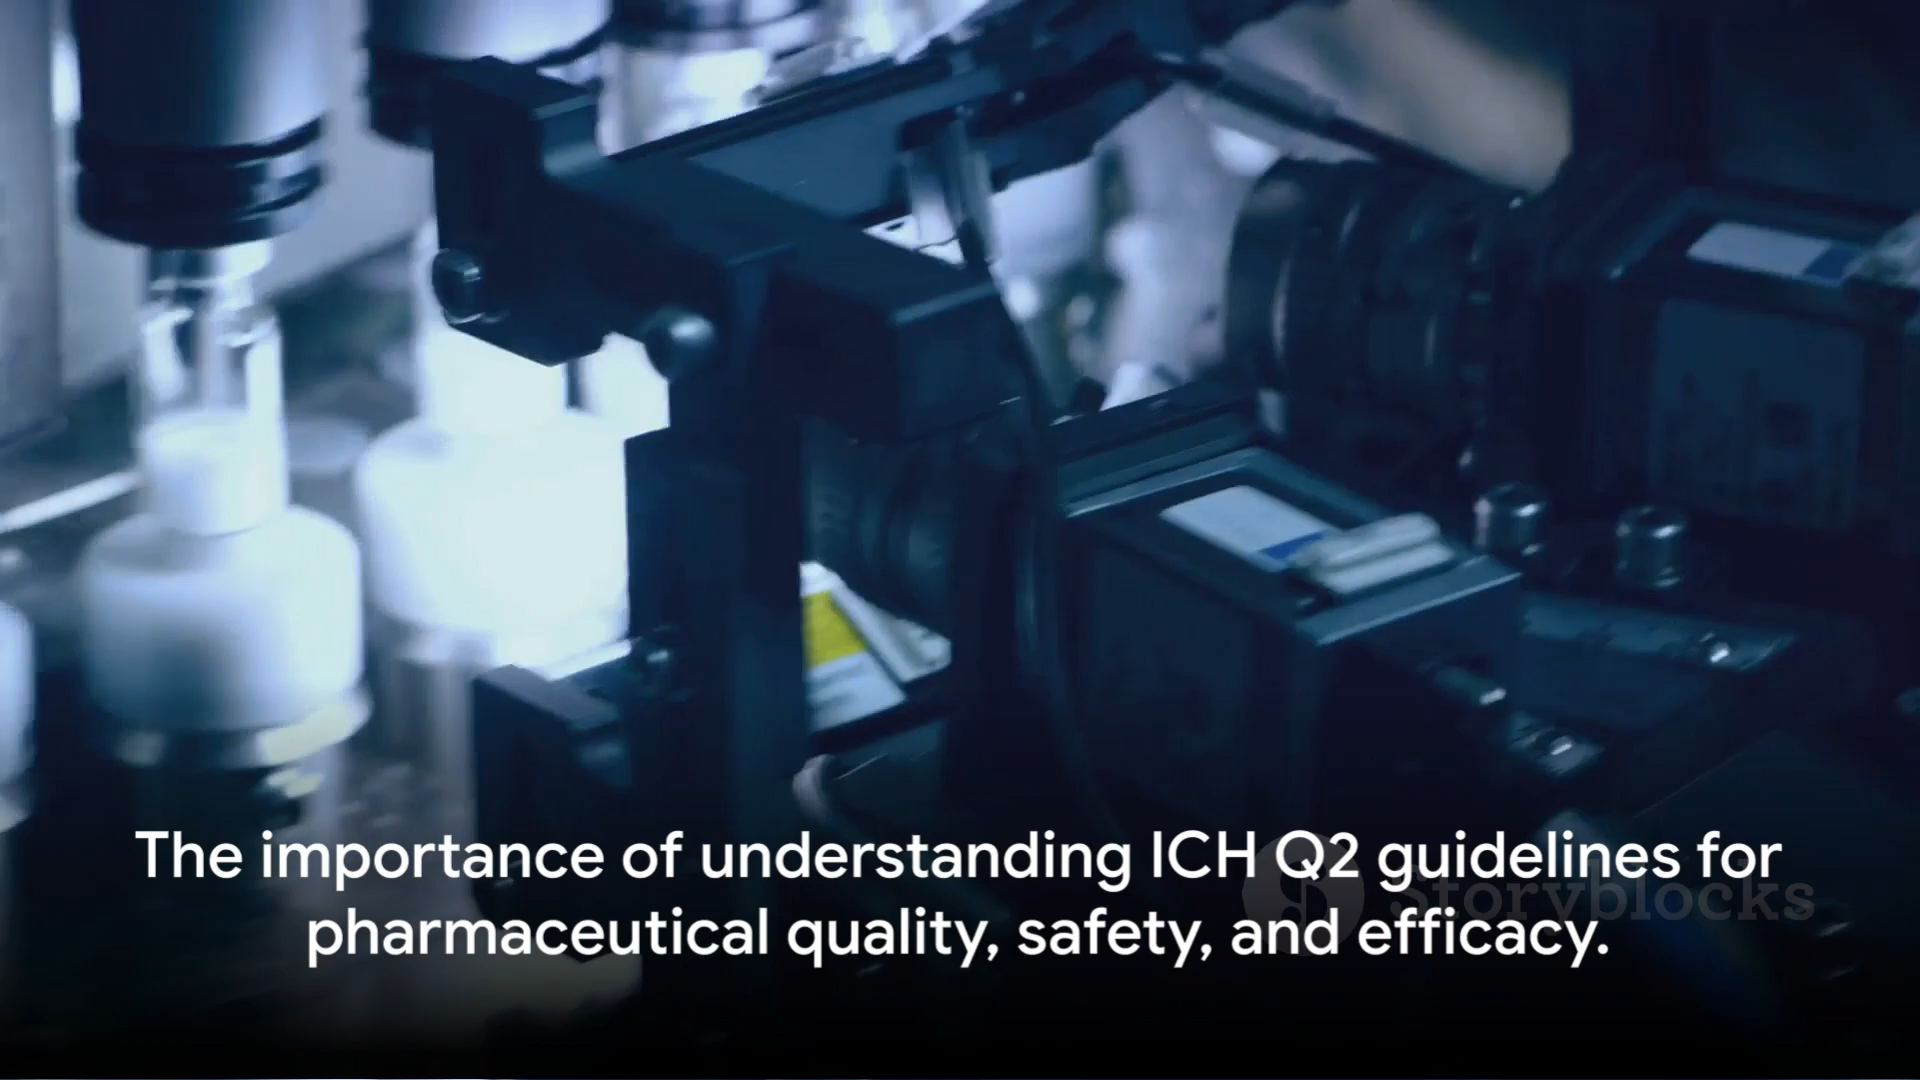 The importance of understanding ICH Q2 guidelines for
pharmaceutical quality, safety, and efficacy.
Storyblocks